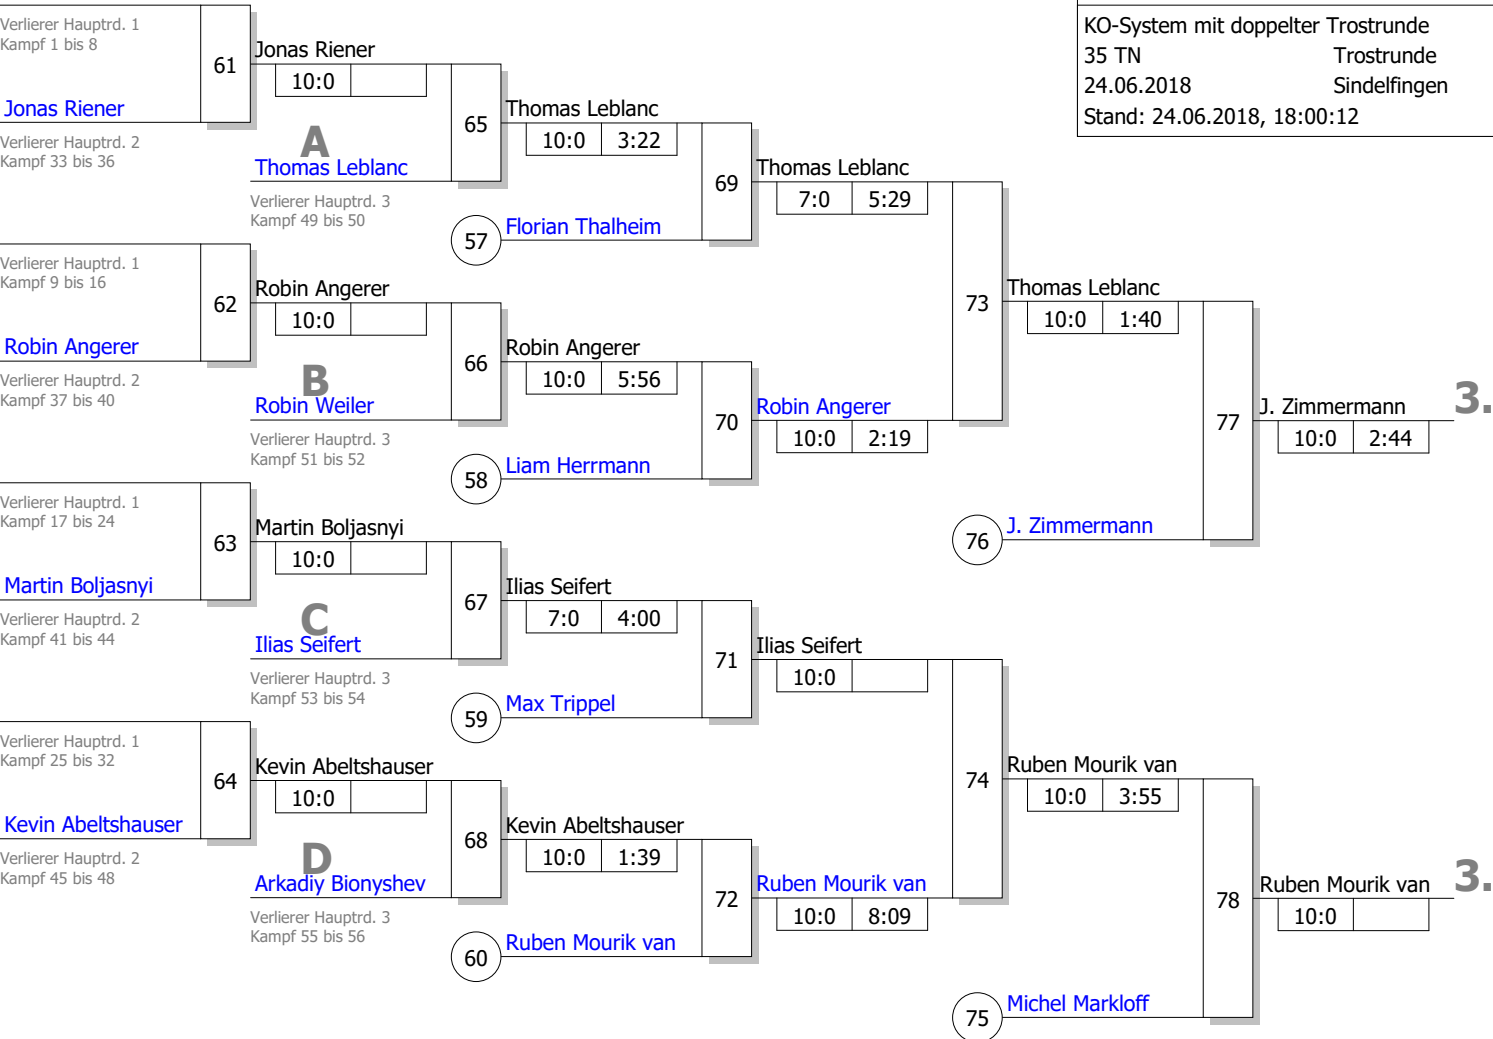 KO-System mit doppelter Trostrunde
35 TN Trostrunde
24.06.2018 Sindelfingen
Stand: 24.06.2018, 18:00:12
Verlierer Hauptrd. 1
Kampf 1 bis 8
61
Jonas Riener
10:0
Jonas Riener
Verlierer Hauptrd. 2
Kampf 33 bis 36
A
65
Thomas Leblanc
10:0 3:22
Thomas Leblanc
Verlierer Hauptrd. 3
Kampf 49 bis 50
69
Thomas Leblanc
7:0 5:29
57
Florian Thalheim
Verlierer Hauptrd. 1
Kampf 9 bis 16
62
Robin Angerer
10:0
Robin Angerer
Verlierer Hauptrd. 2
Kampf 37 bis 40
B
66
Robin Angerer
10:0 5:56
Robin Weiler
Verlierer Hauptrd. 3
Kampf 51 bis 52
70
Robin Angerer
10:0 2:19
58
Liam Herrmann
73
Thomas Leblanc
10:0 1:40
77
J. Zimmermann
3.
10:0 2:44
76
J. Zimmermann
Verlierer Hauptrd. 1
Kampf 17 bis 24
63
Martin Boljasnyi
10:0
Martin Boljasnyi
Verlierer Hauptrd. 2
Kampf 41 bis 44
C
67
Ilias Seifert
7:0 4:00
Ilias Seifert
Verlierer Hauptrd. 3
Kampf 53 bis 54
71
Ilias Seifert
10:0
59
Max Trippel
Verlierer Hauptrd. 1
Kampf 25 bis 32
64
Kevin Abeltshauser
10:0
Kevin Abeltshauser
Verlierer Hauptrd. 2
Kampf 45 bis 48
D
68
Kevin Abeltshauser
10:0 1:39
Arkadiy Bionyshev
Verlierer Hauptrd. 3
Kampf 55 bis 56
72
Ruben Mourik van
10:0 8:09
60
Ruben Mourik van
74
Ruben Mourik van
10:0 3:55
78
Ruben Mourik van
3.
10:0
75
Michel Markloff